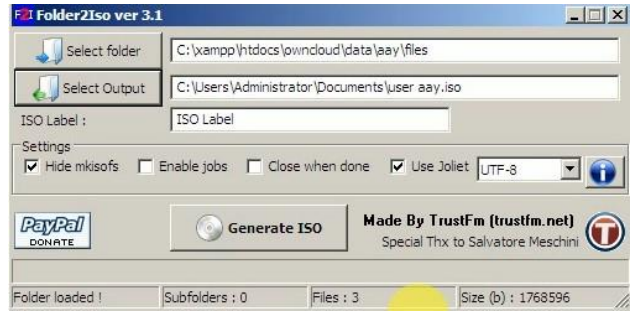 F2I Folder2Iso ver 3.1
Select folder C:\xampp\htdocs\owncloud\data\aay\files
Select Output C:\Users\Administrator\Documents\user aay.iso
ISO Label : ISO Label
Settings
Hide mkisofs Enable jobs Close when done Use Joliet UTF-8 i
PayPal
DONATE
Generate ISO
Made By TrustFm (trustfm.net)
Special Thx to Salvatore Meschini
T
Folder loaded ! Subfolders : 0 Files : 3 Size (b) : 1768596